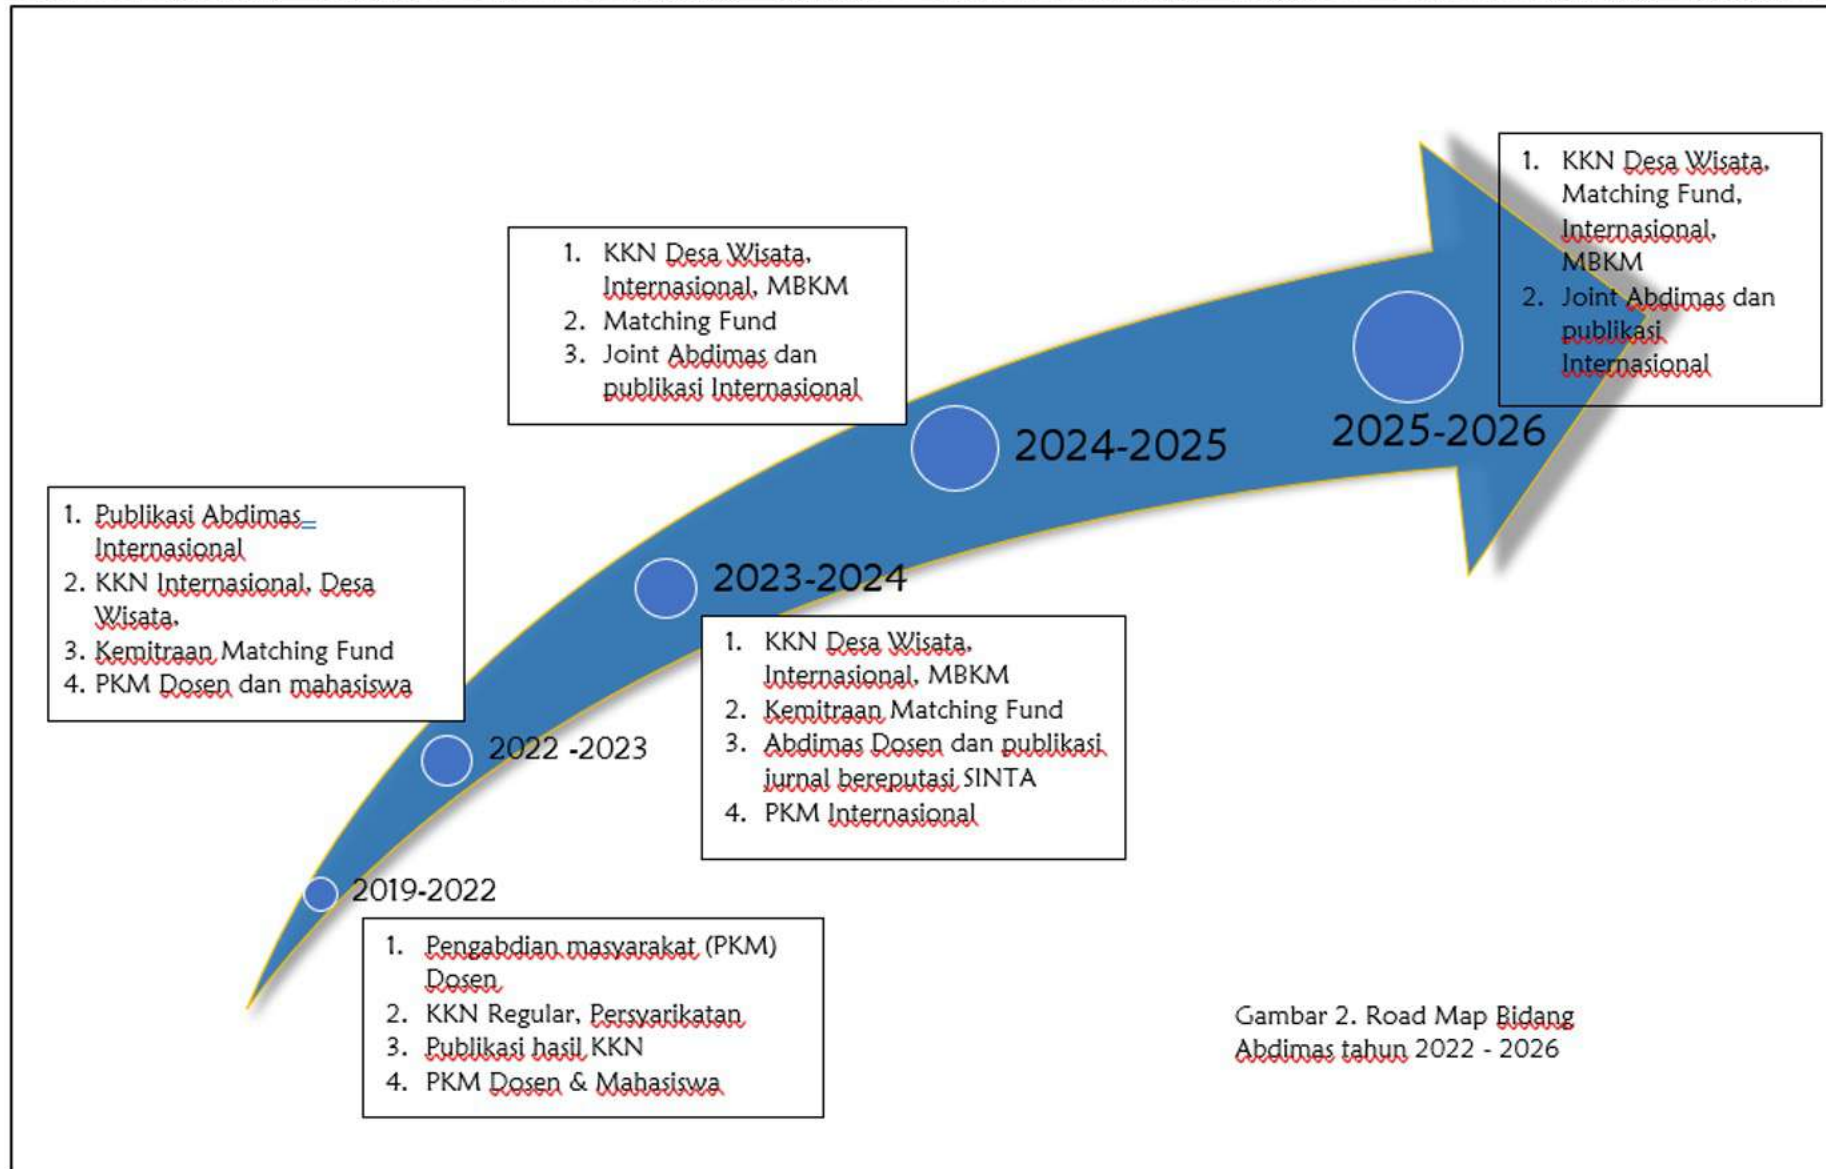 1. KKN Desa Wisata,
Matching Fund,
Internasional,
MBKM
2. Joint Abdimas dan
publikasi
Internasional
2025-2026
1. KKN Desa Wisata,
Internasional, MBKM
2. Matching Fund
3. Joint Abdimas dan
publikasi Internasional
2024-2025
1. Publikasi Abdimas
Internasional
2. KKN Internasional, Desa
Wisata,
3. Kemitraan Matching Fund
4. PKM Dosen dan mahasiswa
2022 -2023
2023-2024
1. KKN Desa Wisata,
Internasional, MBKM
2. Kemitraan Matching Fund
3. Abdimas Dosen dan publikasi
jurnal bereputasi SINTA
4. PKM Internasional
2019-2022
1. Pengabdian masyarakat (PKM)
Dosen
2. KKN Regular, Persyarikatan
3. Publikasi hasil KKN
4. PKM Dosen & Mahasiswa
Gambar 2. Road Map Bidang
Abdimas tahun 2022 - 2026